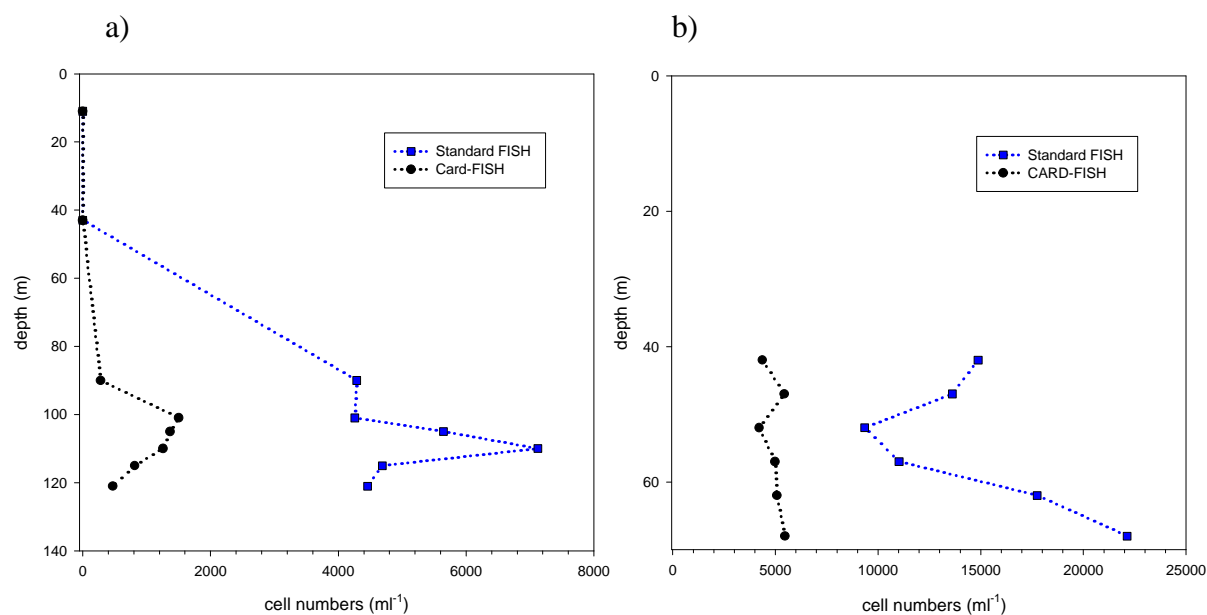 a)
0
20
40
60
80
100
120
140
depth (m)
0 2000 4000 6000 8000
cell numbers (ml⁻¹)
Standard FISH
Card-FISH
b)
0
20
40
60
depth (m)
0 5000 10000 15000 20000 25000
cell numbers (ml⁻¹)
Standard FISH
CARD-FISH